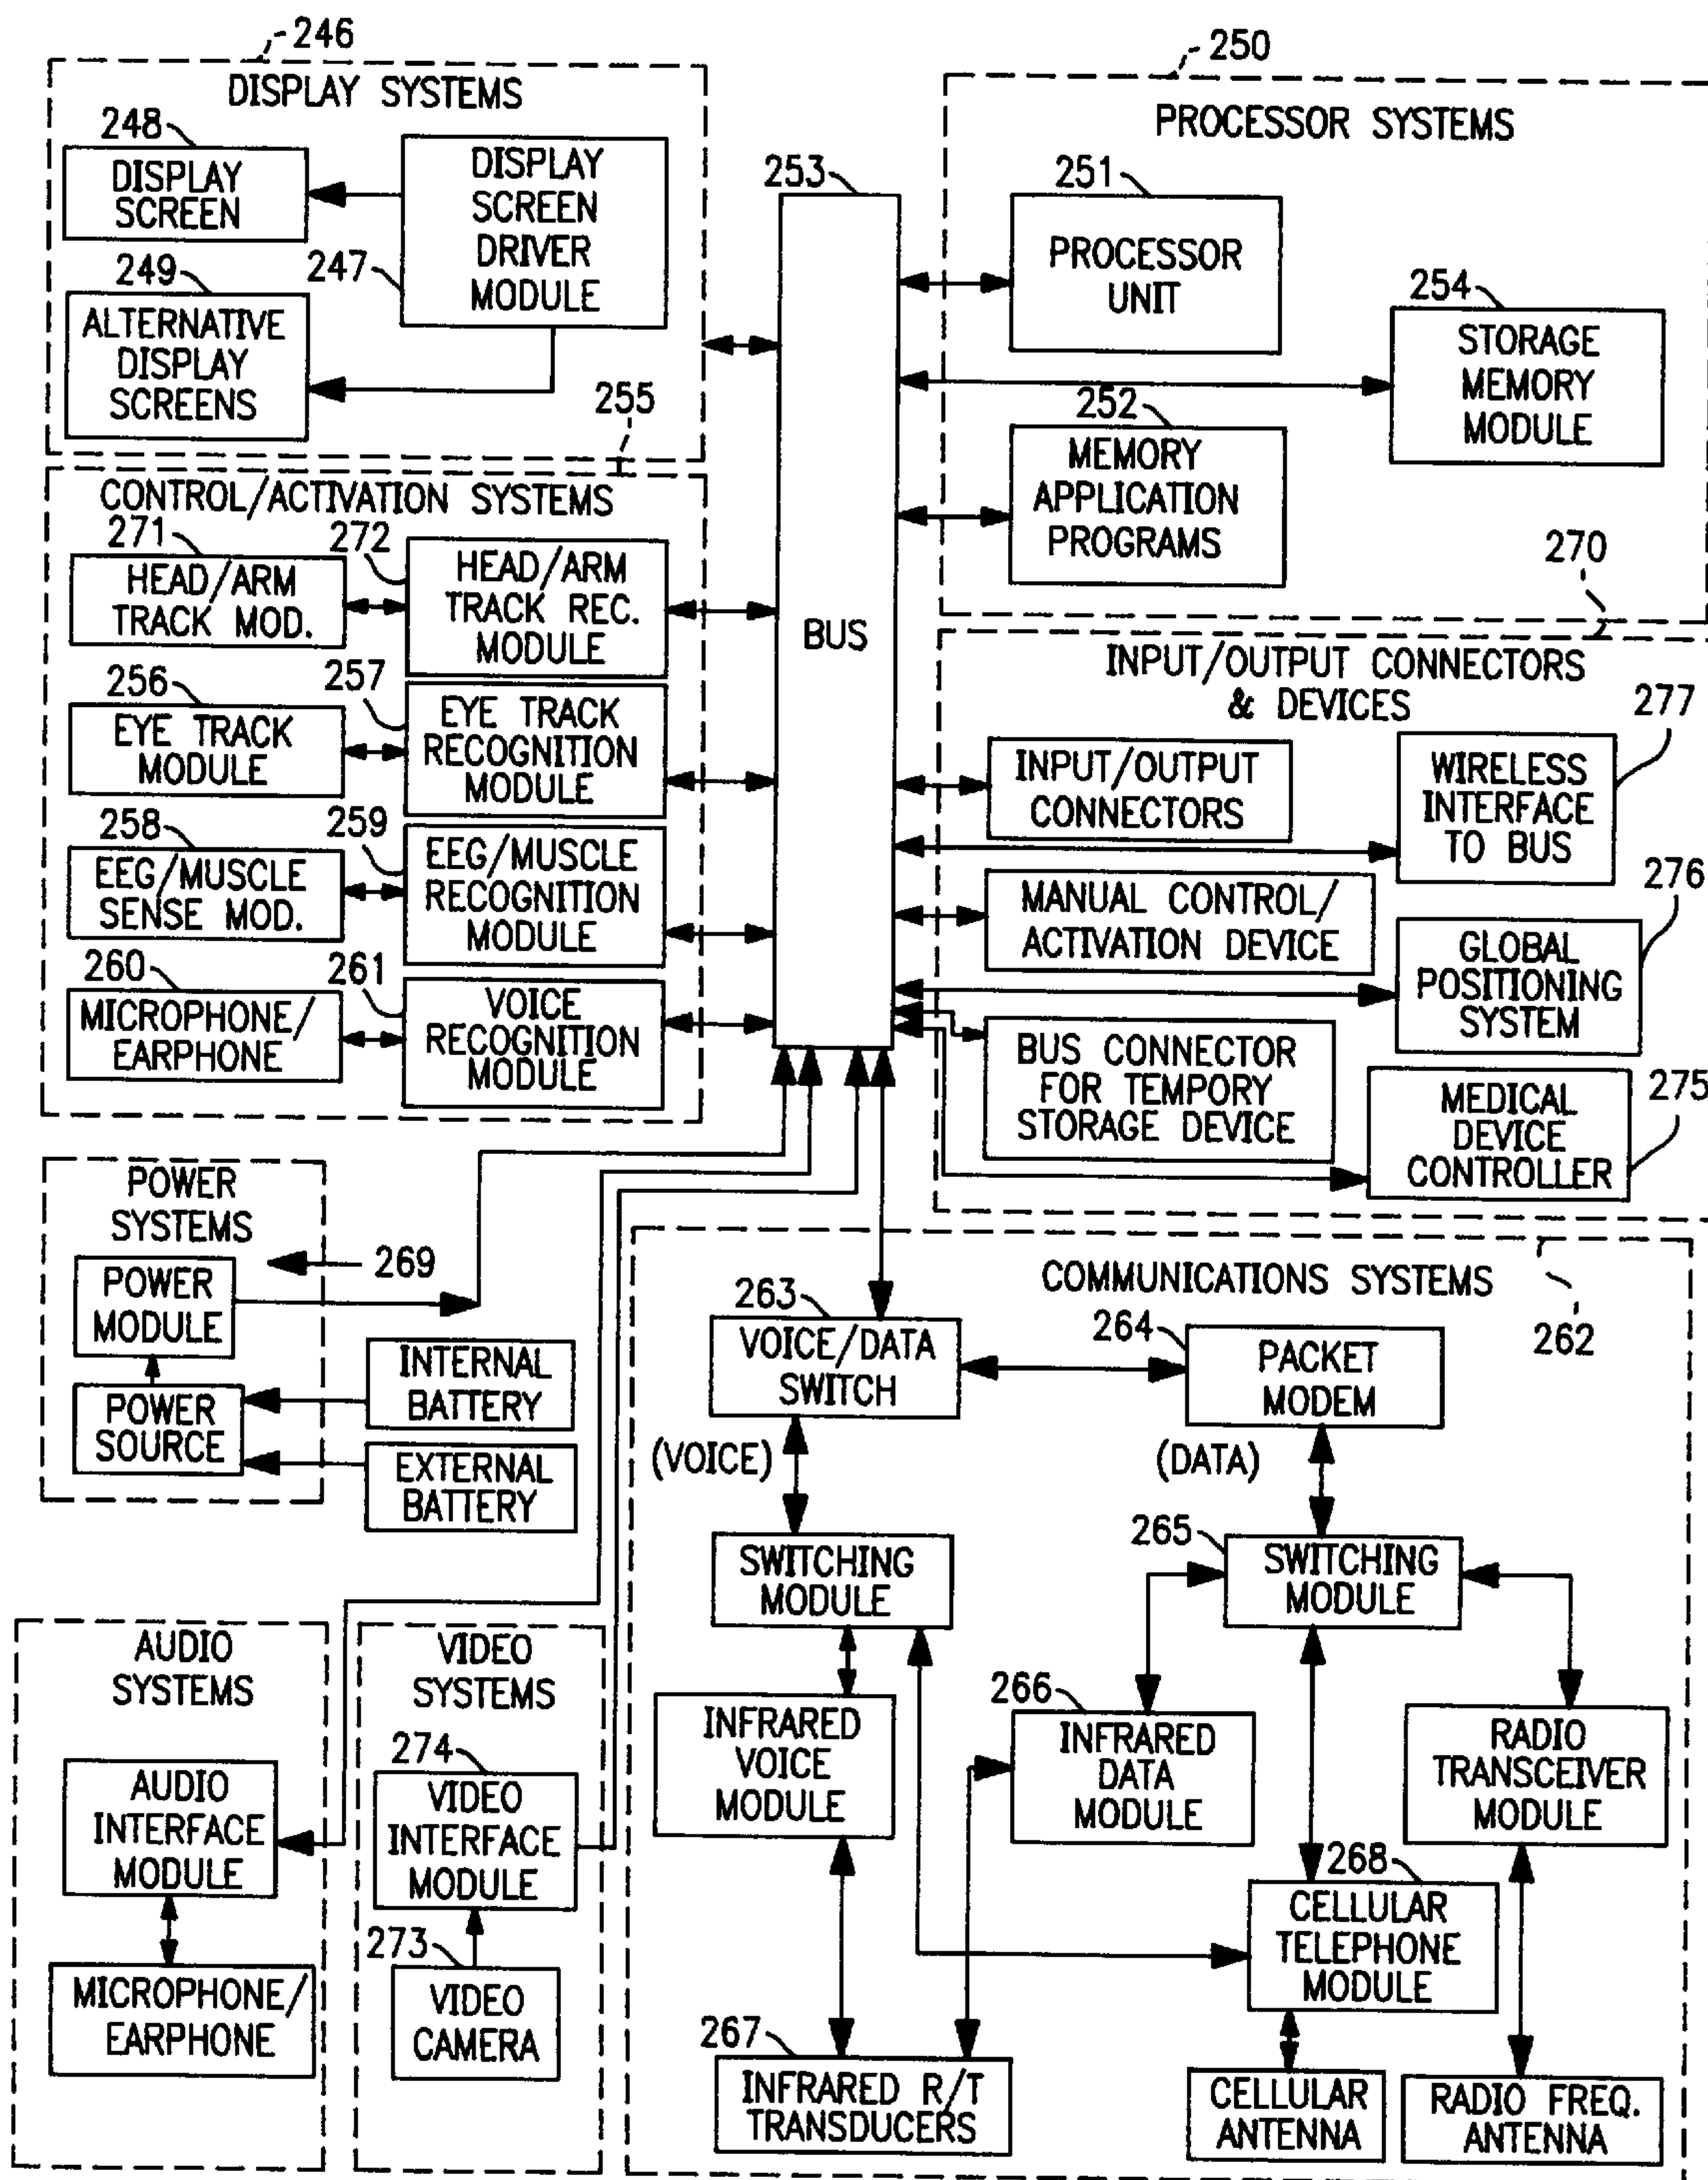 246
DISPLAY SYSTEMS
248
DISPLAY
SCREEN
DISPLAY
SCREEN
DRIVER
MODULE
247
249
ALTERNATIVE
DISPLAY
SCREENS
255
CONTROL/ACTIVATION SYSTEMS
271
HEAD/ARM
TRACK MOD.
272
HEAD/ARM
TRACK REC.
MODULE
256
EYE TRACK
MODULE
257
EYE TRACK
RECOGNITION
MODULE
258
EEG/MUSCLE
SENSE MOD.
259
EEG/MUSCLE
RECOGNITION
MODULE
260
MICROPHONE/
EARPHONE
261
VOICE
RECOGNITION
MODULE
253
BUS
250
PROCESSOR SYSTEMS
251
PROCESSOR
UNIT
254
STORAGE
MEMORY
MODULE
252
MEMORY
APPLICATION
PROGRAMS
270
INPUT/OUTPUT CONNECTORS
& DEVICES
INPUT/OUTPUT
CONNECTORS
277
WIRELESS
INTERFACE
TO BUS
MANUAL CONTROL/
ACTIVATION DEVICE
276
GLOBAL
POSITIONING
SYSTEM
BUS CONNECTOR
FOR TEMPORY
STORAGE DEVICE
275
MEDICAL
DEVICE
CONTROLLER
POWER
SYSTEMS
269
POWER
MODULE
POWER
SOURCE
INTERNAL
BATTERY
EXTERNAL
BATTERY
COMMUNICATIONS SYSTEMS
262
263
VOICE/DATA
SWITCH
264
PACKET
MODEM
(VOICE)
(DATA)
SWITCHING
MODULE
265
SWITCHING
MODULE
INFRARED
VOICE
MODULE
266
INFRARED
DATA
MODULE
RADIO
TRANSCEIVER
MODULE
268
CELLULAR
TELEPHONE
MODULE
267
INFRARED R/T
TRANSDUCERS
CELLULAR
ANTENNA
RADIO FREQ.
ANTENNA
AUDIO
SYSTEMS
AUDIO
INTERFACE
MODULE
MICROPHONE/
EARPHONE
VIDEO
SYSTEMS
274
VIDEO
INTERFACE
MODULE
273
VIDEO
CAMERA